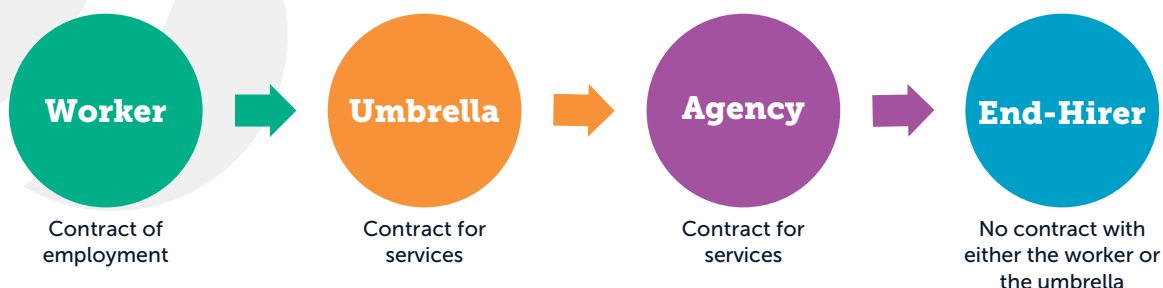 Worker
Umbrella
Agency
End-Hirer
Contract of
employment
Contract for
services
Contract for
services
No contract with
either the worker or
the umbrella